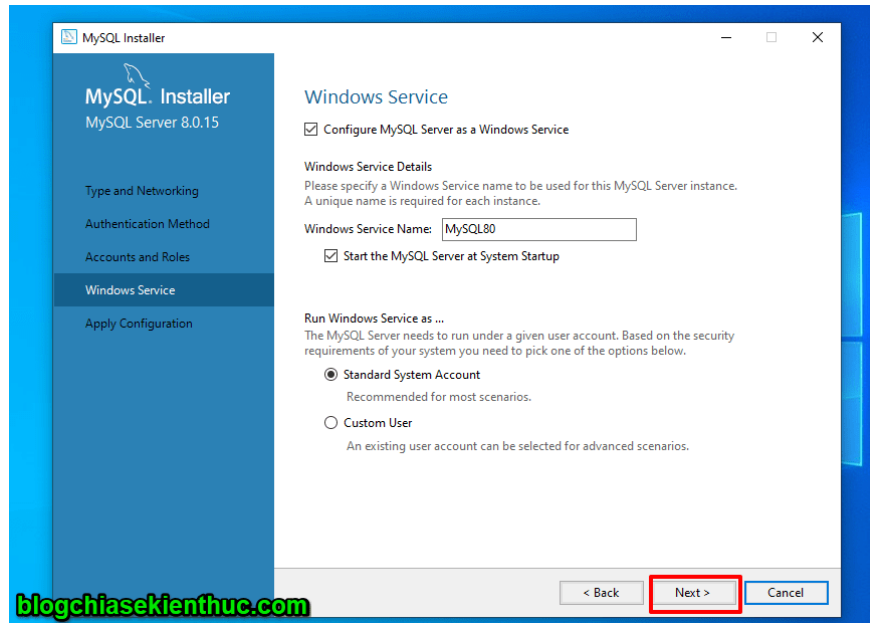 MySQL Installer
MySQL. Installer
MySQL Server 8.0.15
Type and Networking
Authentication Method
Accounts and Roles
Windows Service
Apply Configuration
Windows Service
Configure MySQL Server as a Windows Service
Windows Service Details
Please specify a Windows Service name to be used for this MySQL Server instance.
A unique name is required for each instance.
Windows Service Name: MySQL80
Start the MySQL Server at System Startup
Run Windows Service as ...
The MySQL Server needs to run under a given user account. Based on the security
requirements of your system you need to pick one of the options below.
Standard System Account
Recommended for most scenarios.
Custom User
An existing user account can be selected for advanced scenarios.
< Back Next > Cancel
blogchiasekienthuc.com